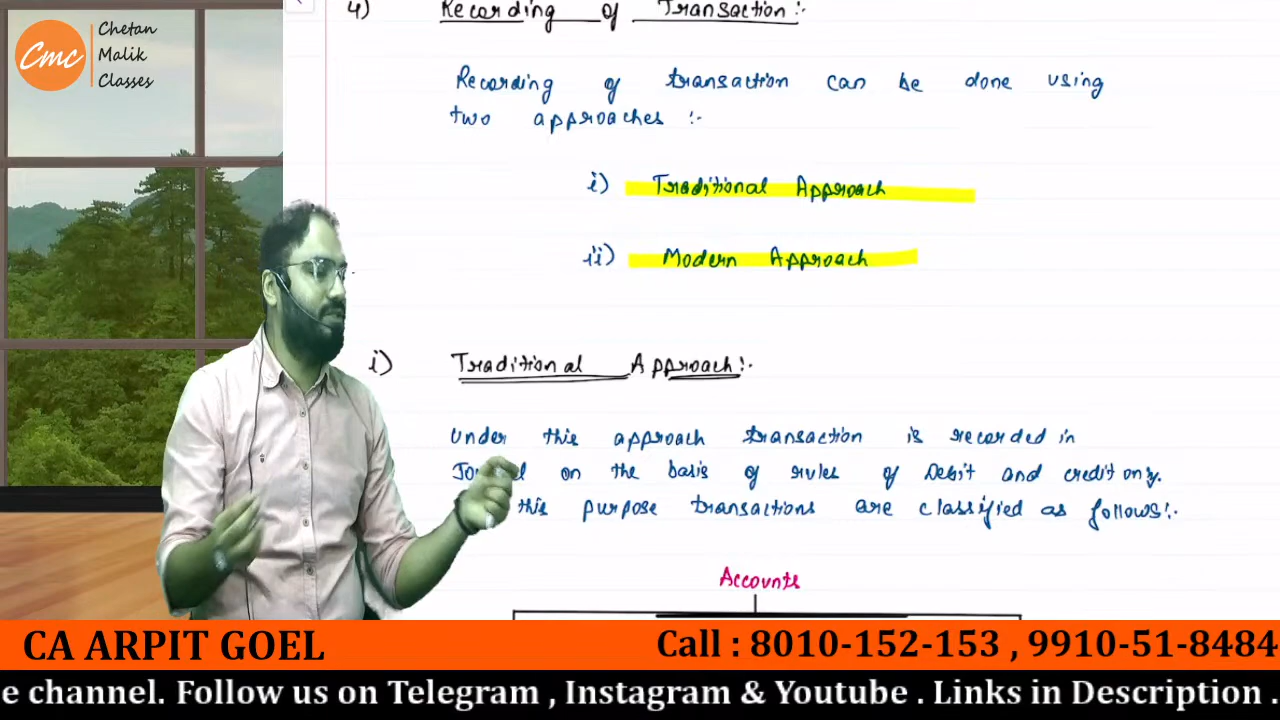 Cmc
Chetan
Malik
Classes
4) Recording of Transaction :-
Recording of transaction can be done using
two approaches :-
i) Traditional Approach
ii) Modern Approach
i) Traditional Approach :-
Under this approach transaction is recorded in
on the basis of rules of Debit and credit only.
this purpose transactions are classified as follows :-
Accounts
CA ARPIT GOEL
Call : 8010-152-153 , 9910-51-8484
e channel. Follow us on Telegram , Instagram & Youtube . Links in Description .